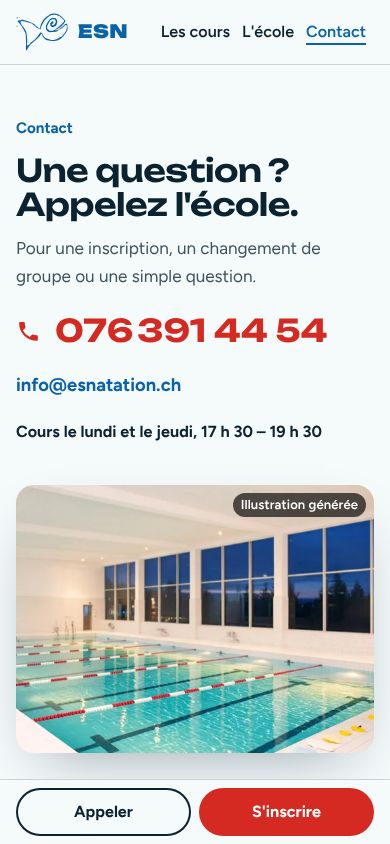 ESN
Les cours L'école Contact
Contact
Une question ?
Appelez l'école.
Pour une inscription, un changement de
groupe ou une simple question.
076 391 44 54
info@esnatation.ch
Cours le lundi et le jeudi, 17 h 30 – 19 h 30
Illustration générée
Appeler
S'inscrire